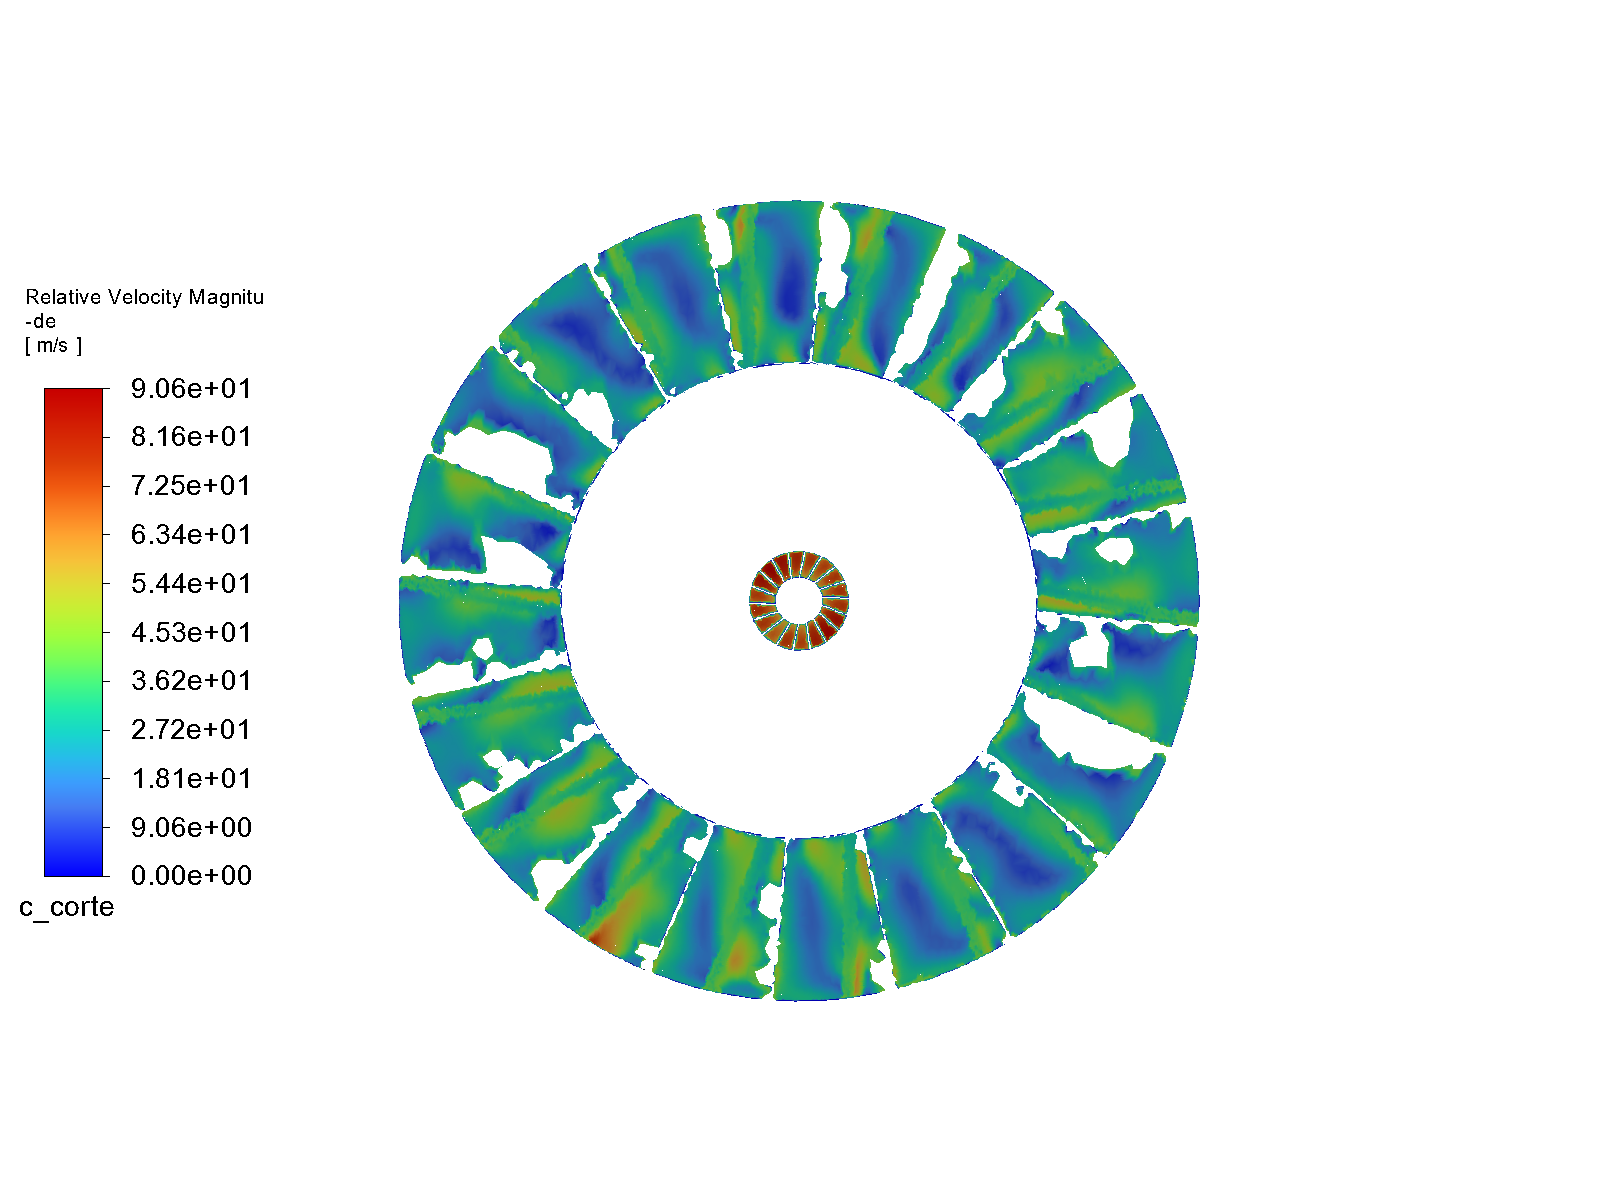 Relative Velocity Magnitu
-de
[ m/s ]
9.06e+01
8.16e+01
7.25e+01
6.34e+01
5.44e+01
4.53e+01
3.62e+01
2.72e+01
1.81e+01
9.06e+00
0.00e+00
c_corte